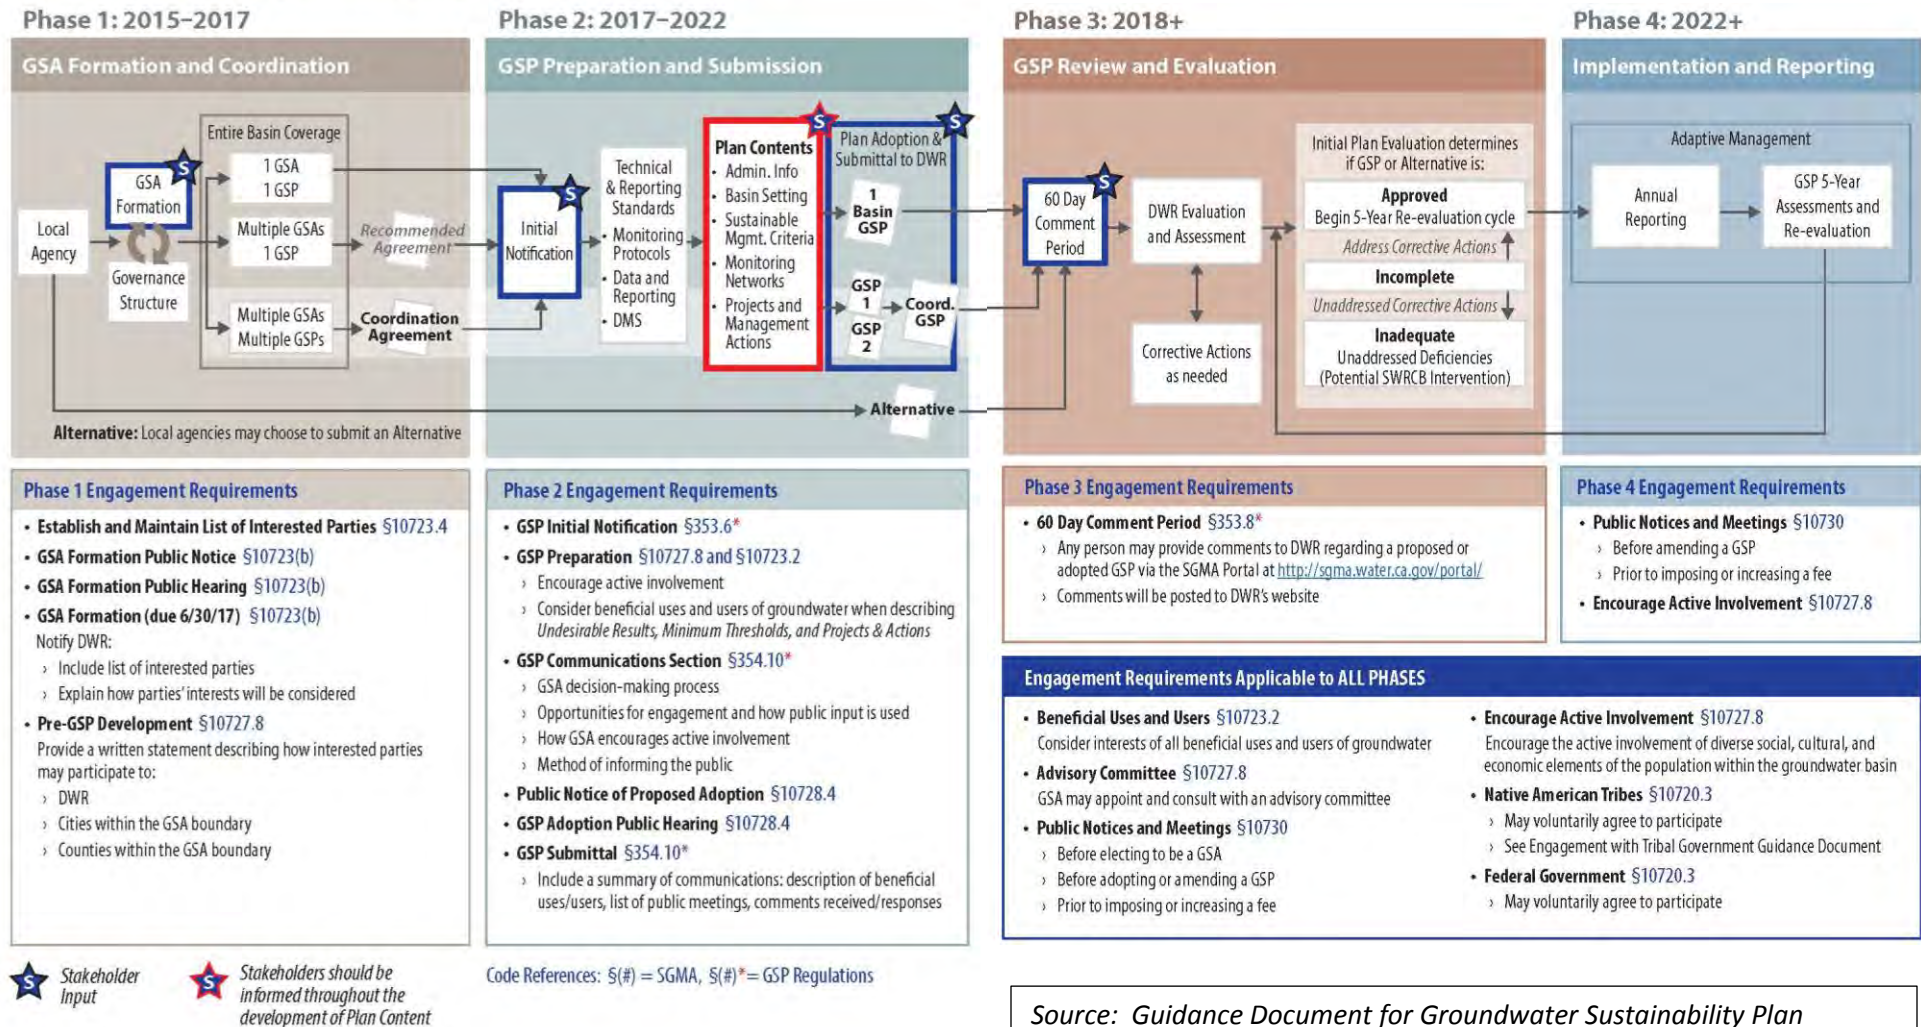 Phase 1: 2015–2017
GSA Formation and Coordination
Local
Agency
S
GSA
Formation
Governance
Structure
Entire Basin Coverage
1 GSA
1 GSP
Multiple GSAs
1 GSP
Multiple GSAs
Multiple GSPs
Recommended
Agreement
Coordination
Agreement
Alternative: Local agencies may choose to submit an Alternative
Phase 2: 2017–2022
GSP Preparation and Submission
S
Initial
Notification
Technical
& Reporting
Standards
• Monitoring
Protocols
• Data and
Reporting
• DMS
S
Plan Contents
• Admin. Info
• Basin Setting
• Sustainable
Mgmt. Criteria
• Monitoring
Networks
• Projects and
Management
Actions
S
Plan Adoption &
Submittal to DWR
1
Basin
GSP
GSP
1
GSP
2
Coord.
GSP
Alternative
Phase 3: 2018+
GSP Review and Evaluation
S
60 Day
Comment
Period
DWR Evaluation
and Assessment
Corrective Actions
as needed
Initial Plan Evaluation determines
if GSP or Alternative is:
Approved
Begin 5-Year Re-evaluation cycle
Address Corrective Actions
Incomplete
Unaddressed Corrective Actions
Inadequate
Unaddressed Deficiencies
(Potential SWRCB Intervention)
Phase 4: 2022+
Implementation and Reporting
Adaptive Management
Annual
Reporting
GSP 5-Year
Assessments and
Re-evaluation
Phase 1 Engagement Requirements
• Establish and Maintain List of Interested Parties §10723.4
• GSA Formation Public Notice §10723(b)
• GSA Formation Public Hearing §10723(b)
• GSA Formation (due 6/30/17) §10723(b)
Notify DWR:
› Include list of interested parties
› Explain how parties' interests will be considered
• Pre-GSP Development §10727.8
Provide a written statement describing how interested parties
may participate to:
› DWR
› Cities within the GSA boundary
› Counties within the GSA boundary
Phase 2 Engagement Requirements
• GSP Initial Notification §353.6*
• GSP Preparation §10727.8 and §10723.2
› Encourage active involvement
› Consider beneficial uses and users of groundwater when describing
Undesirable Results, Minimum Thresholds, and Projects & Actions
• GSP Communications Section §354.10*
› GSA decision-making process
› Opportunities for engagement and how public input is used
› How GSA encourages active involvement
› Method of informing the public
• Public Notice of Proposed Adoption §10728.4
• GSP Adoption Public Hearing §10728.4
• GSP Submittal §354.10*
› Include a summary of communications: description of beneficial
uses/users, list of public meetings, comments received/responses
Phase 3 Engagement Requirements
• 60 Day Comment Period §353.8*
› Any person may provide comments to DWR regarding a proposed or
adopted GSP via the SGMA Portal at http://sgma.water.ca.gov/portal/
› Comments will be posted to DWR's website
Phase 4 Engagement Requirements
• Public Notices and Meetings §10730
› Before amending a GSP
› Prior to imposing or increasing a fee
• Encourage Active Involvement §10727.8
Engagement Requirements Applicable to ALL PHASES
• Beneficial Uses and Users §10723.2
Consider interests of all beneficial uses and users of groundwater
• Advisory Committee §10727.8
GSA may appoint and consult with an advisory committee
• Public Notices and Meetings §10730
› Before electing to be a GSA
› Before adopting or amending a GSP
› Prior to imposing or increasing a fee
• Encourage Active Involvement §10727.8
Encourage the active involvement of diverse social, cultural, and
economic elements of the population within the groundwater basin
• Native American Tribes §10720.3
› May voluntarily agree to participate
› See Engagement with Tribal Government Guidance Document
• Federal Government §10720.3
› May voluntarily agree to participate
S
Stakeholder
Input
S
Stakeholders should be
informed throughout the
development of Plan Content
Code References: §(#) = SGMA, §(#)*= GSP Regulations
Source: Guidance Document for Groundwater Sustainability Plan